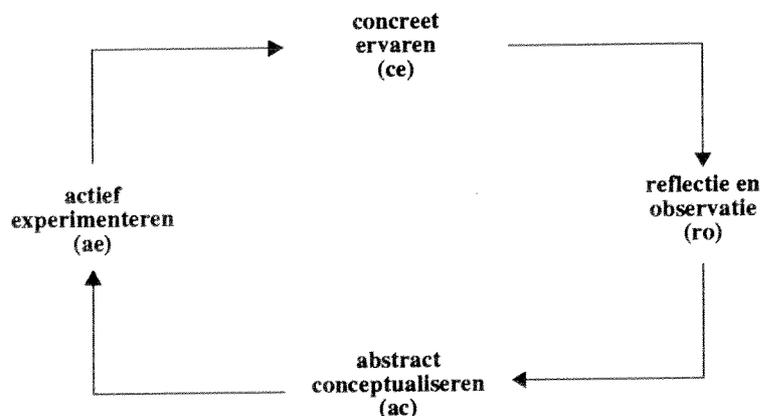 concreet
ervaren
(ce)
reflectie en
observatie
(ro)
abstract
conceptualiseren
(ac)
actief
experimenteren
(ae)